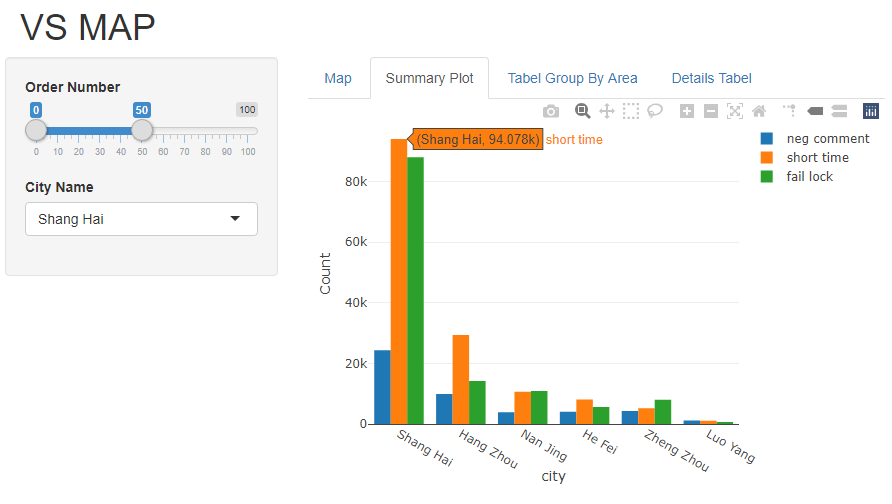 VS MAP
Order Number
0 50 100
0 10 20 30 40 50 60 70 80 90 100
City Name
Shang Hai
Map Summary Plot Tabel Group By Area Details Tabel
(Shang Hai, 94.078k) short time
neg comment
short time
fail lock
80k
60k
40k
20k
0
Count
Shang Hai
Hang Zhou
Nan Jing
He Fei
Zheng Zhou
Luo Yang
city